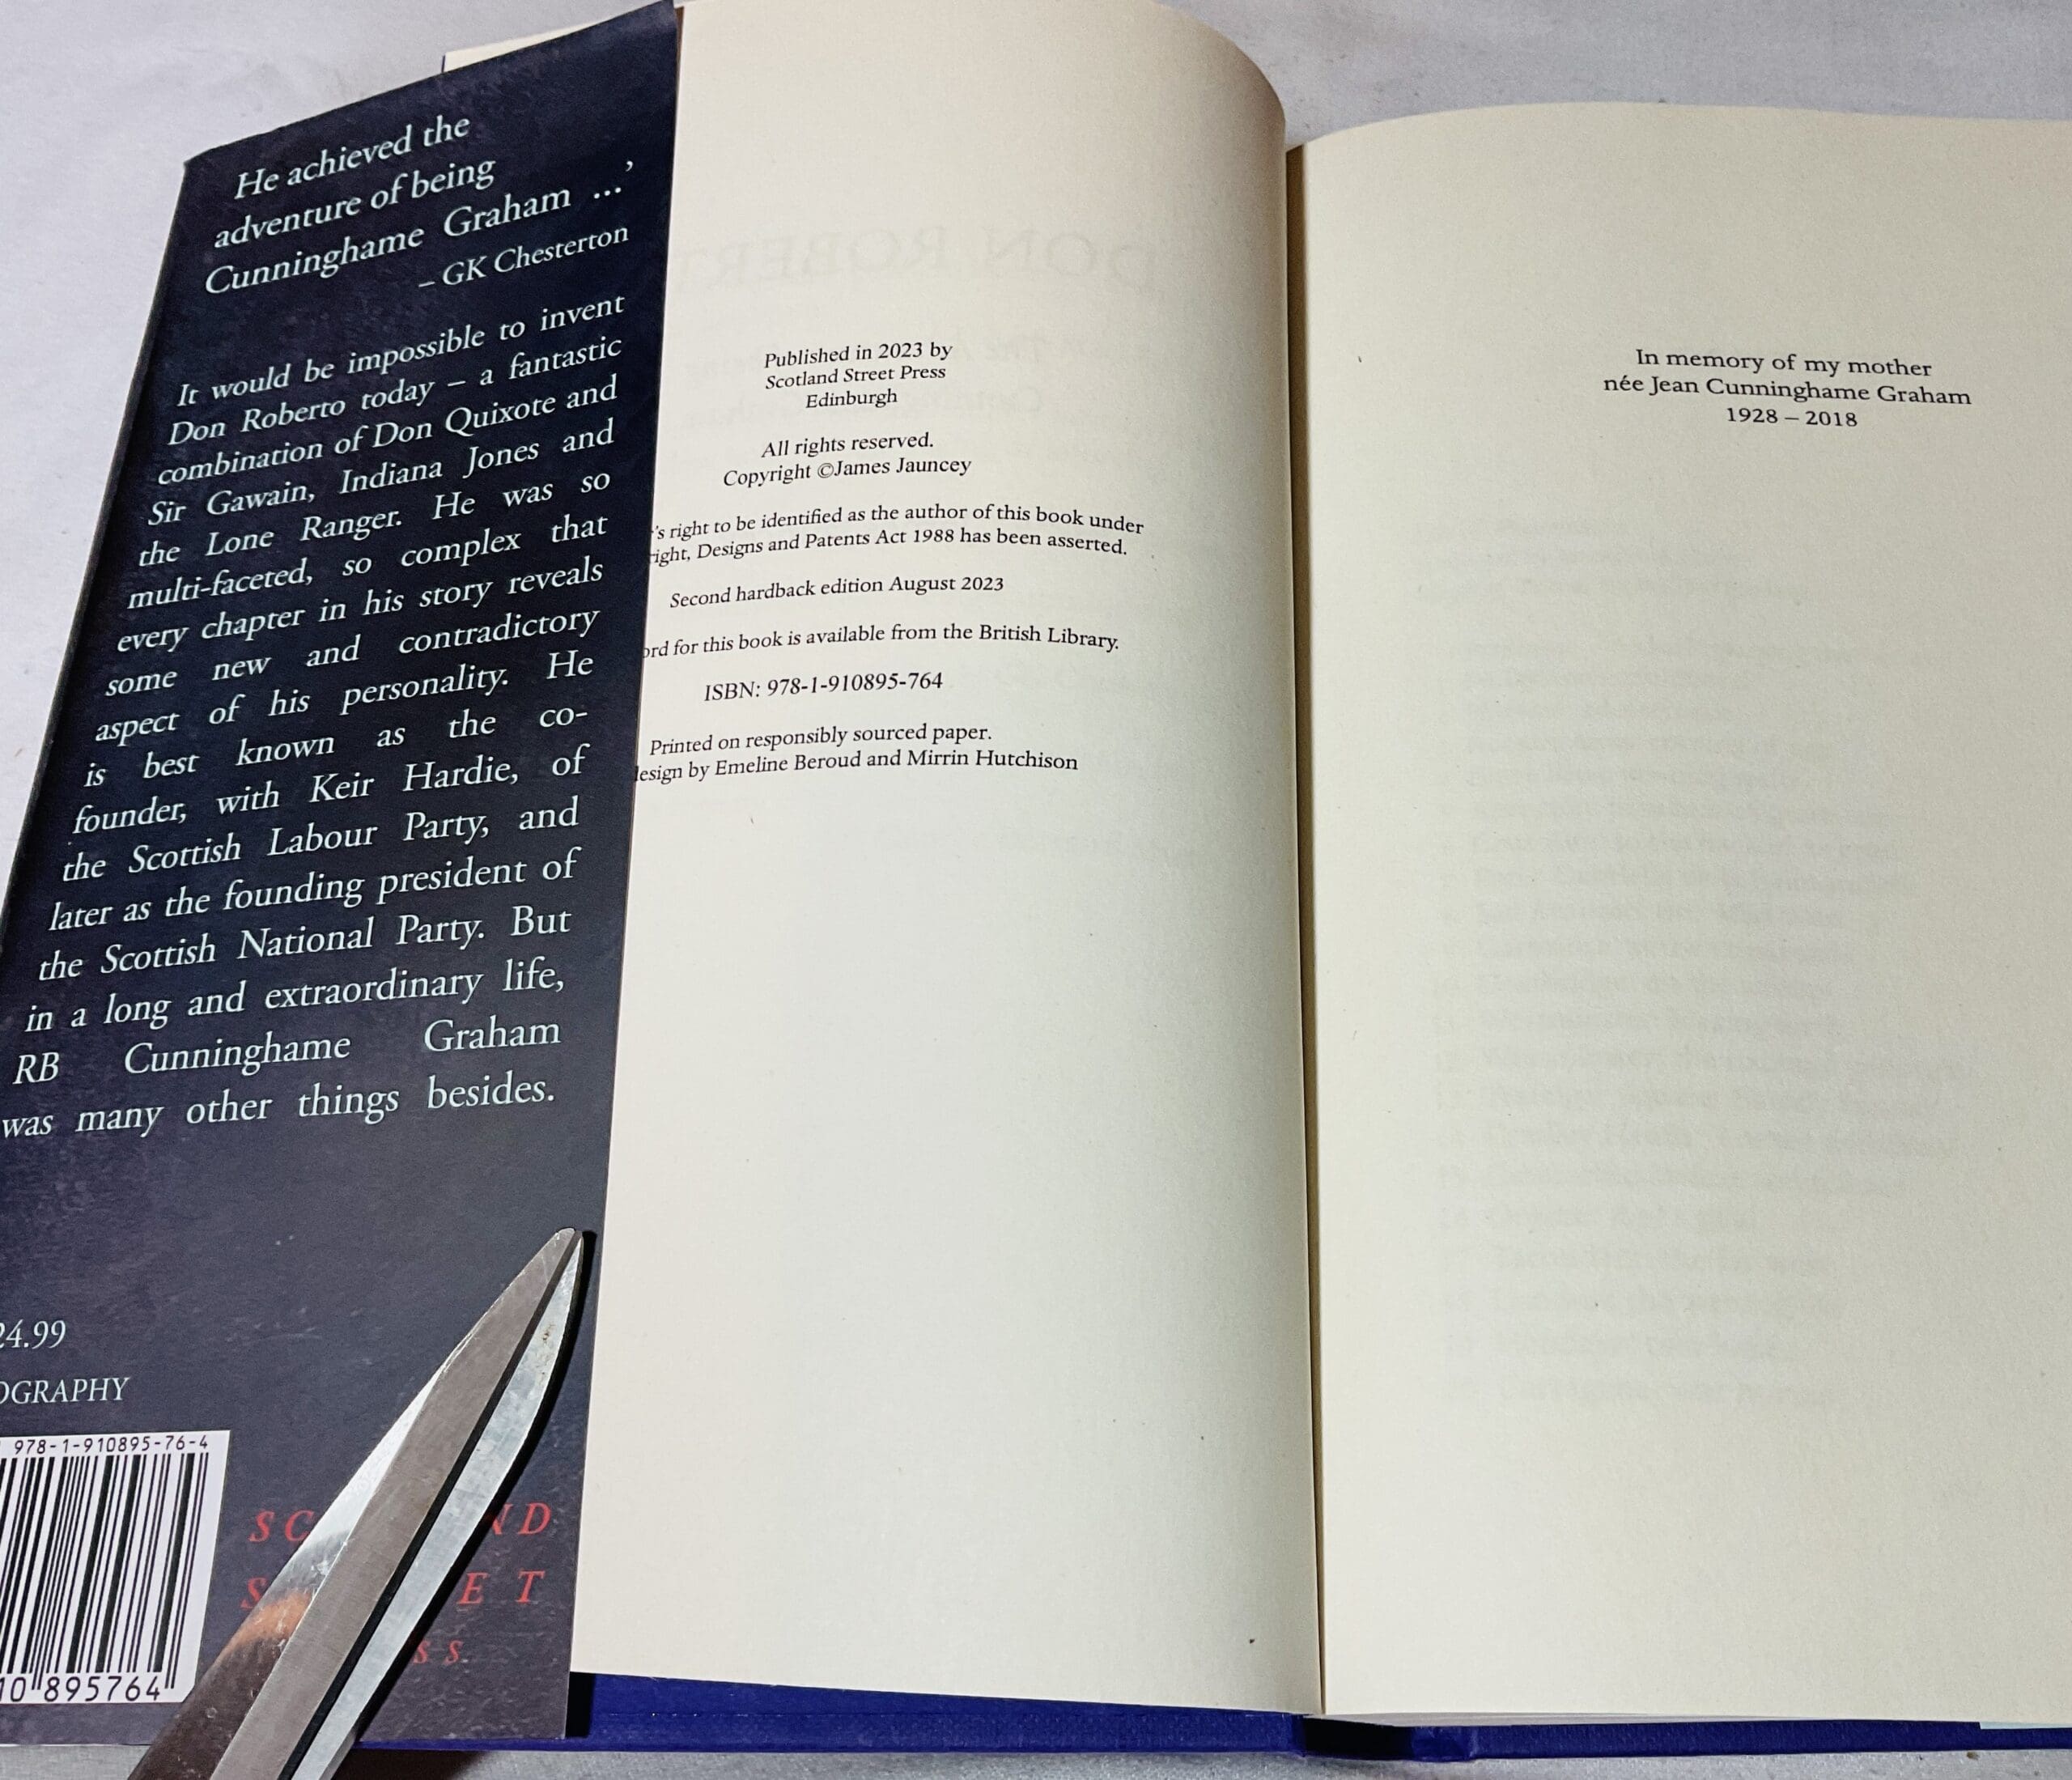 He achieved the
adventure of being
Cunninghame Graham ...’
– GK Chesterton
It would be impossible to invent
Don Roberto today – a fantastic
combination of Don Quixote and
Sir Gawain, Indiana Jones and
the Lone Ranger. He was so
multi-faceted, so complex that
every chapter in his story reveals
some new and contradictory
aspect of his personality. He
is best known as the co-
founder, with Keir Hardie, of
the Scottish Labour Party, and
later as the founding president of
the Scottish National Party. But
in a long and extraordinary life,
RB Cunninghame Graham
was many other things besides.
24.99
OGRAPHY
978-1-910895-76-4
10 895764
Published in 2023 by
Scotland Street Press
Edinburgh
All rights reserved.
Copyright ©James Jauncey
’s right to be identified as the author of this book under
right, Designs and Patents Act 1988 has been asserted.
Second hardback edition August 2023
ord for this book is available from the British Library.
ISBN: 978-1-910895-764
Printed on responsibly sourced paper.
design by Emeline Beroud and Mirrin Hutchison
In memory of my mother
née Jean Cunninghame Graham
1928 – 2018